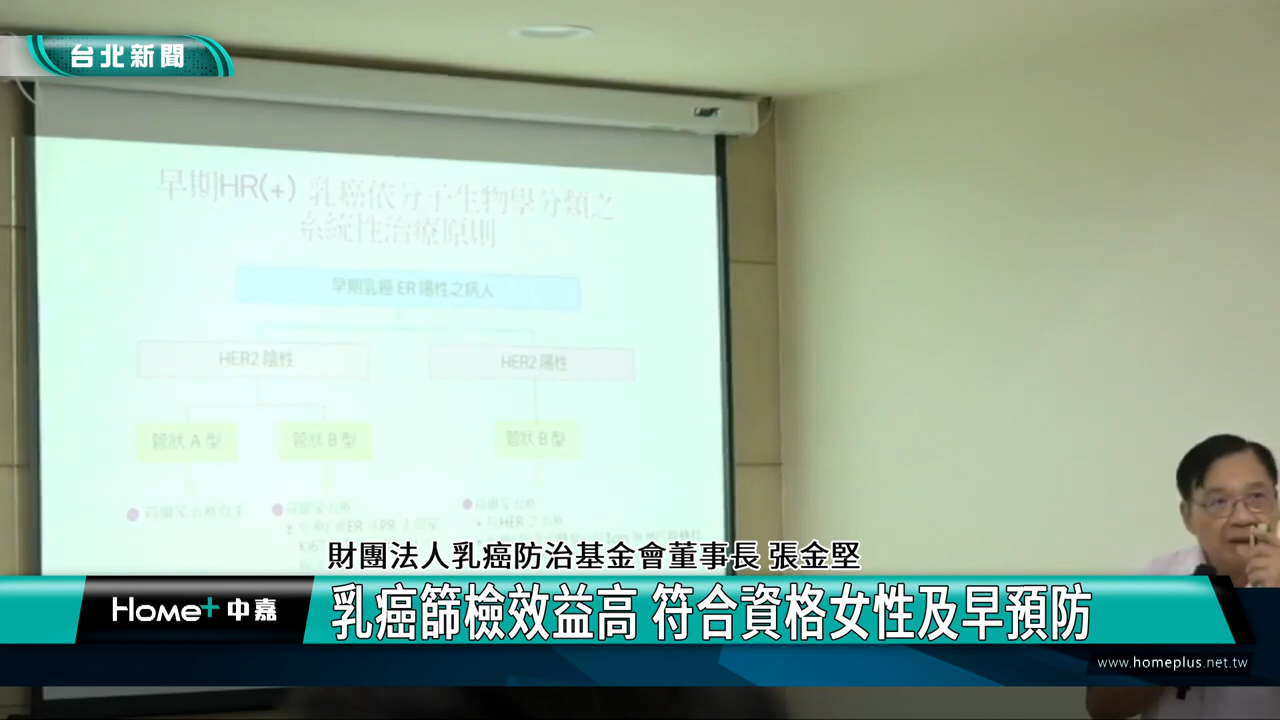 台北新聞
早期HR(+) 乳癌依分子生物學分類之
系統性治療原則
早期乳癌 ER 陽性之病人
HER2 陰性
HER2 陽性
管狀 A 型
管狀 B 型
管狀 B 型
財團法人乳癌防治基金會董事長 張金堅
Home+ 中嘉
乳癌篩檢效益高 符合資格女性及早預防
www.homeplus.net.tw